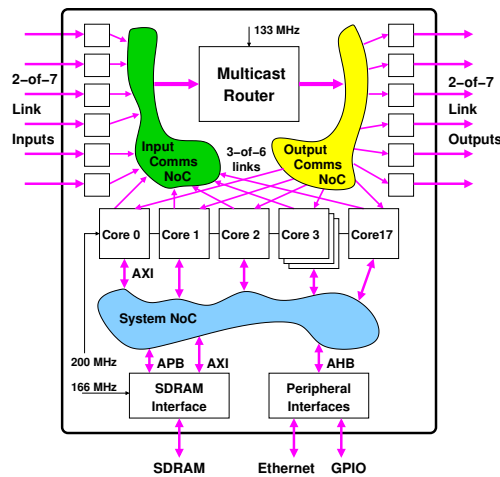 133 MHz
2-of-7
Link
Inputs
Multicast
Router
2-of-7
Link
Outputs
Input
Comms
NoC
3-of-6
links
Output
Comms
NoC
Core 0
Core 1
Core 2
Core 3
Core17
AXI
System NoC
200 MHz
APB
AXI
AHB
166 MHz
SDRAM
Interface
Peripheral
Interfaces
SDRAM
Ethernet
GPIO